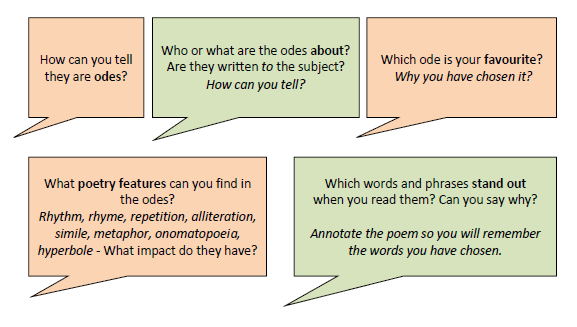 How can you tell
they are odes?
Who or what are the odes about?
Are they written to the subject?
How can you tell?
Which ode is your favourite?
Why you have chosen it?
What poetry features can you find in
the odes?
Rhythm, rhyme, repetition, alliteration,
simile, metaphor, onomatopoeia,
hyperbole - What impact do they have?
Which words and phrases stand out
when you read them? Can you say why?
Annotate the poem so you will remember
the words you have chosen.